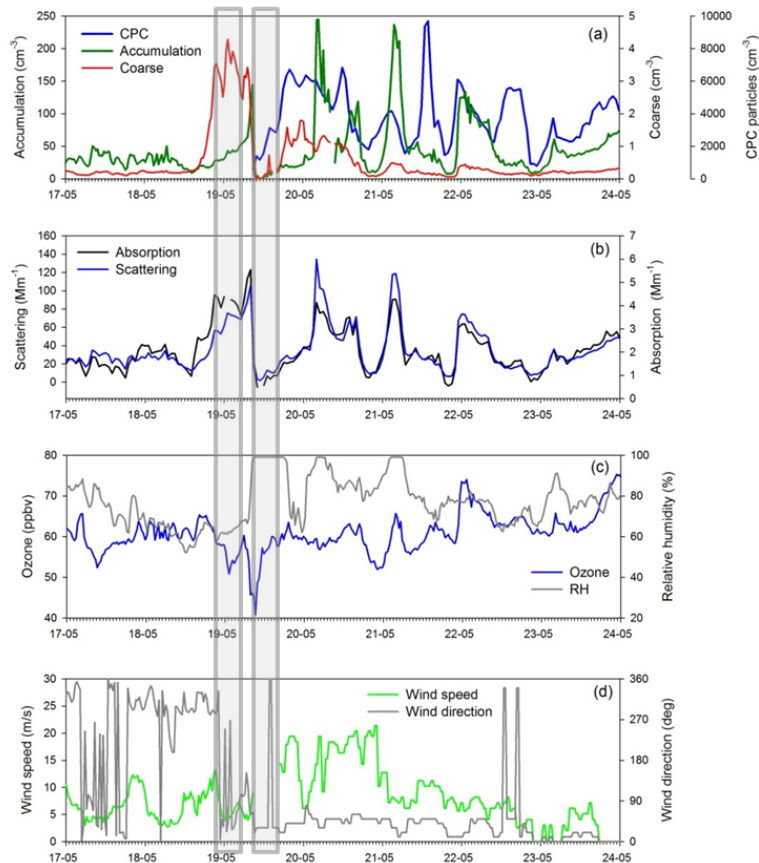 (a)
CPC
Accumulation
Coarse
Accumulation (cm-3)
250
200
150
100
50
0
5
4
3
2
1
0
Coarse (cm-3)
10000
8000
6000
4000
2000
0
CPC particles (cm-3)
17-05 18-05 19-05 20-05 21-05 22-05 23-05 24-05
(b)
Absorption
Scattering
Scattering (Mm-1)
160
140
120
100
80
60
40
20
0
7
6
5
4
3
2
1
0
Absorption (Mm-1)
17-05 18-05 19-05 20-05 21-05 22-05 23-05 24-05
(c)
Ozone (ppbv)
80
70
60
50
40
100
80
60
40
20
Relative humidity (%)
Ozone
RH
17-05 18-05 19-05 20-05 21-05 22-05 23-05 24-05
(d)
Wind speed
Wind direction
Wind speed (m/s)
30
25
20
15
10
5
0
360
270
180
90
0
Wind direction (deg)
17-05 18-05 19-05 20-05 21-05 22-05 23-05 24-05